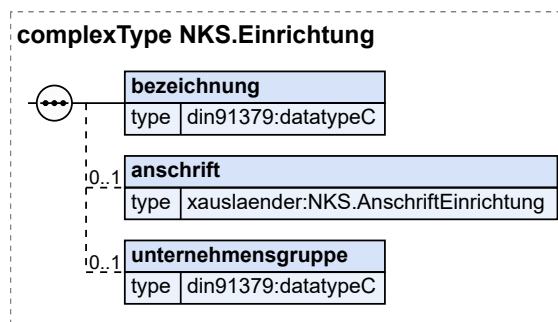 complexType NKS.Einrichtung
bezeichnung
type din91379:datatypeC
0..1 anschrift
type xauslaender:NKS.AnschriftEinrichtung
0..1 unternehmensgruppe
type din91379:datatypeC